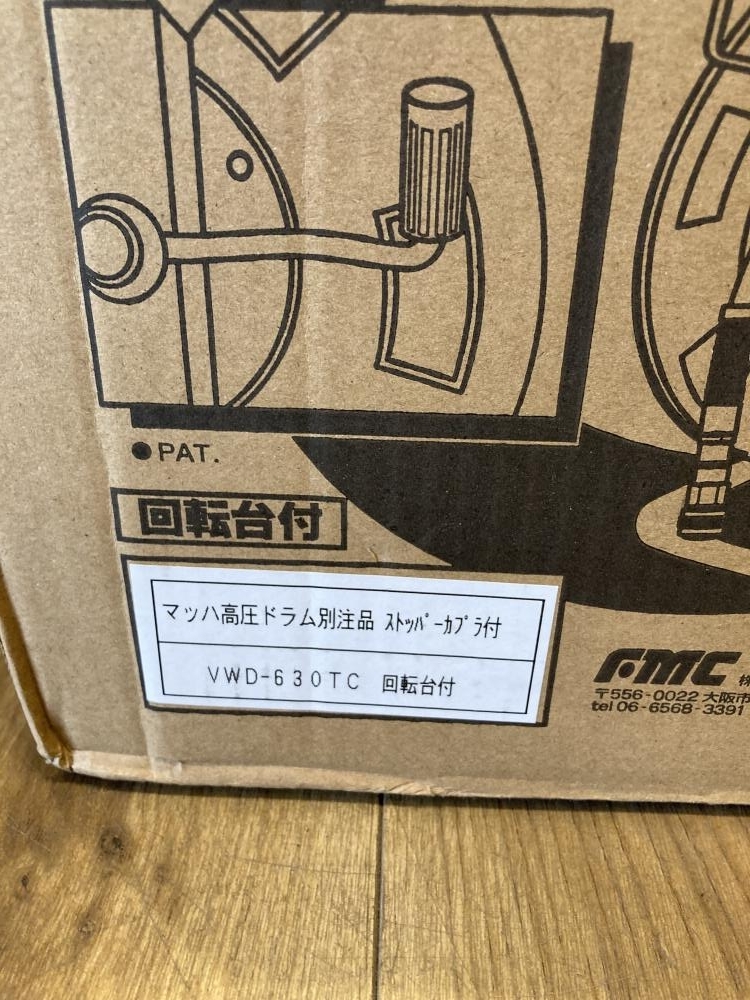 ●PAT.
回転台付
マッハ高圧ドラム別注品 ｽﾄｯﾊﾟｰｶﾌﾟﾗ付
VWD-630TC 回転台付
FMC 株
〒556-0022 大阪市
tel 06-6568-3391